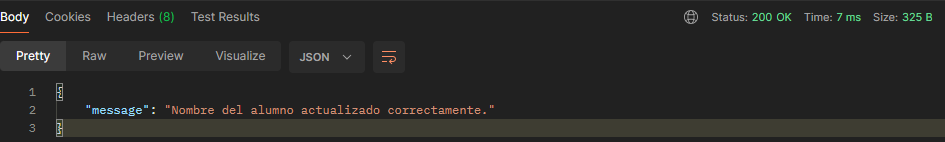 Body Cookies Headers (8) Test Results Status: 200 OK Time: 7 ms Size: 325 B
Pretty Raw Preview Visualize JSON
1 {
2 "message": "Nombre del alumno actualizado correctamente."
3 }